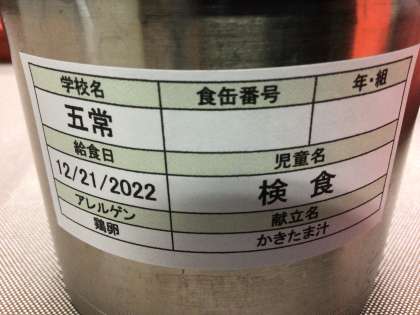 学校名 食缶番号 年・組
五常
給食日 児童名
12/21/2022 検食
アレルゲン 献立名
鶏卵 かきたま汁